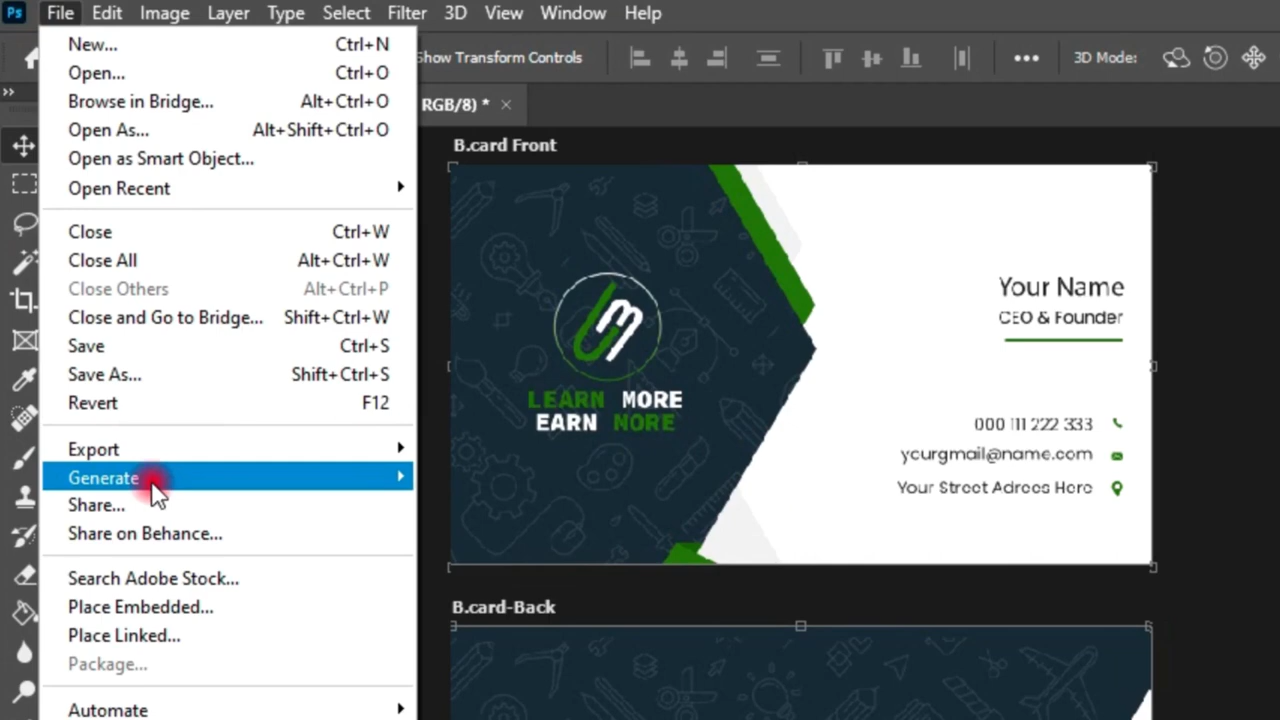 Ps File Edit Image Layer Type Select Filter 3D View Window Help
Show Transform Controls 3D Mode:
RGB/8) *
New... Ctrl+N
Open... Ctrl+O
Browse in Bridge... Alt+Ctrl+O
Open As... Alt+Shift+Ctrl+O
Open as Smart Object...
Open Recent
Close Ctrl+W
Close All Alt+Ctrl+W
Close Others Alt+Ctrl+P
Close and Go to Bridge... Shift+Ctrl+W
Save Ctrl+S
Save As... Shift+Ctrl+S
Revert F12
Export
Generate
Share...
Share on Behance...
Search Adobe Stock...
Place Embedded...
Place Linked...
Package...
Automate
B.card Front
LEARN MORE
EARN NORE
Your Name
CEO & Founder
000 111 222 333
yourgmail@name.com
Your Street Adrees Here
B.card-Back